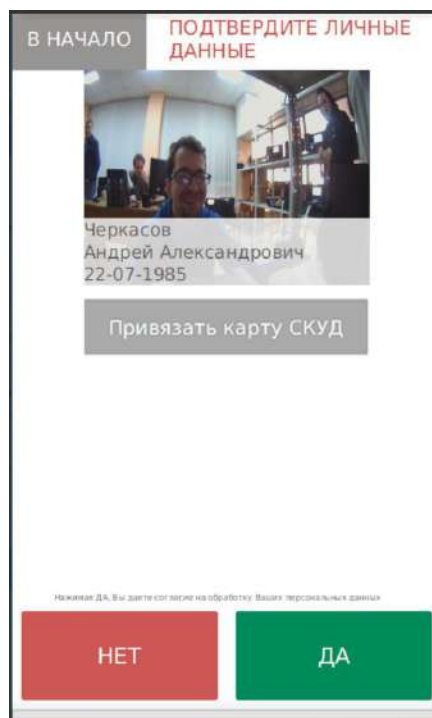 В НАЧАЛО
ПОДТВЕРДИТЕ ЛИЧНЫЕ
ДАННЫЕ
Черкасов
Андрей Александрович
22-07-1985
Привязать карту СКУД
Нажимая ДА, Вы даете согласие на обработку Ваших персональных данных
НЕТ
ДА